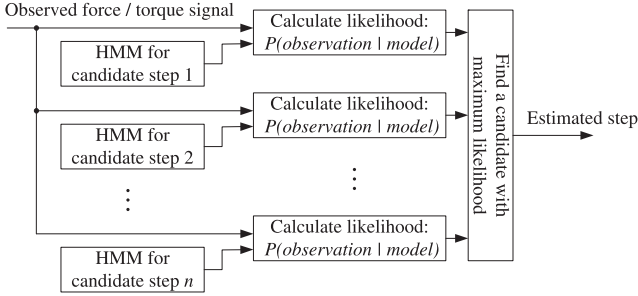 Observed force / torque signal
Calculate likelihood:
P(observation | model)
HMM for
candidate step 1
Calculate likelihood:
P(observation | model)
HMM for
candidate step 2
Calculate likelihood:
P(observation | model)
HMM for
candidate step n
Find a candidate with
maximum likelihood
Estimated step